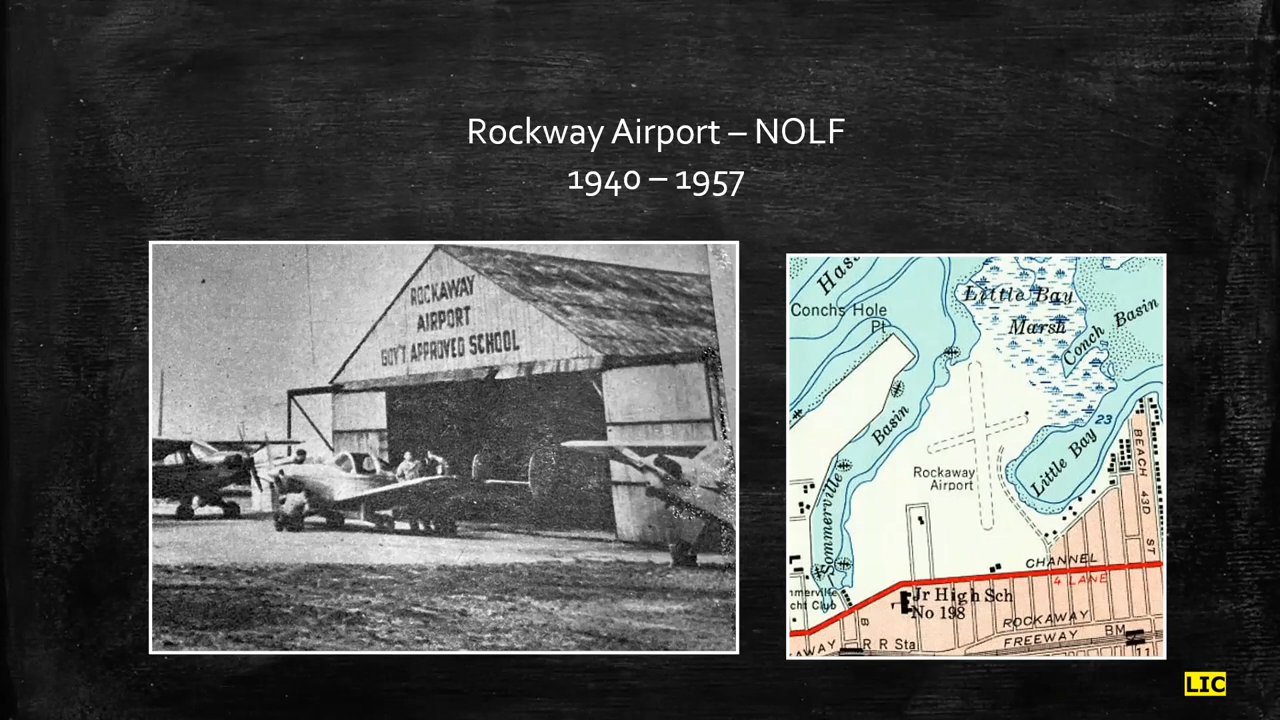 Rockway Airport – NOLF
1940 – 1957
ROCKAWAY
AIRPORT
GOV'T APPROVED SCHOOL
Little Bay
Marsh
Conchs Hole
Pt
Conch Basin
Basin
23
Little Bay
Rockaway
Airport
Sommerville
BEACH 43D ST
CHANNEL
4 LANE
Jr High Sch
No 198
ROCKAWAY
FREEWAY
BM
R R Sta
11
LIC